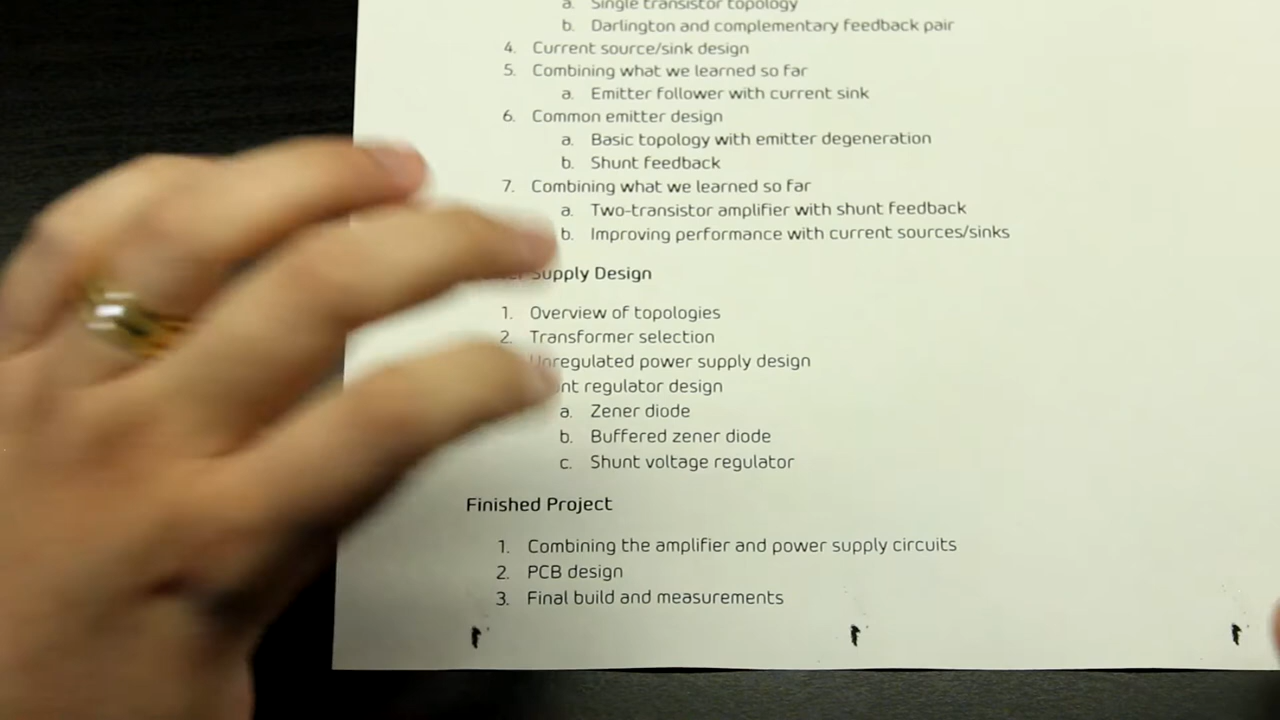 a. Single transistor topology
b. Darlington and complementary feedback pair
4. Current source/sink design
5. Combining what we learned so far
a. Emitter follower with current sink
6. Common emitter design
a. Basic topology with emitter degeneration
b. Shunt feedback
7. Combining what we learned so far
a. Two-transistor amplifier with shunt feedback
b. Improving performance with current sources/sinks
Supply Design
1. Overview of topologies
2. Transformer selection
Unregulated power supply design
regulator design
a. Zener diode
b. Buffered zener diode
c. Shunt voltage regulator
Finished Project
1. Combining the amplifier and power supply circuits
2. PCB design
3. Final build and measurements